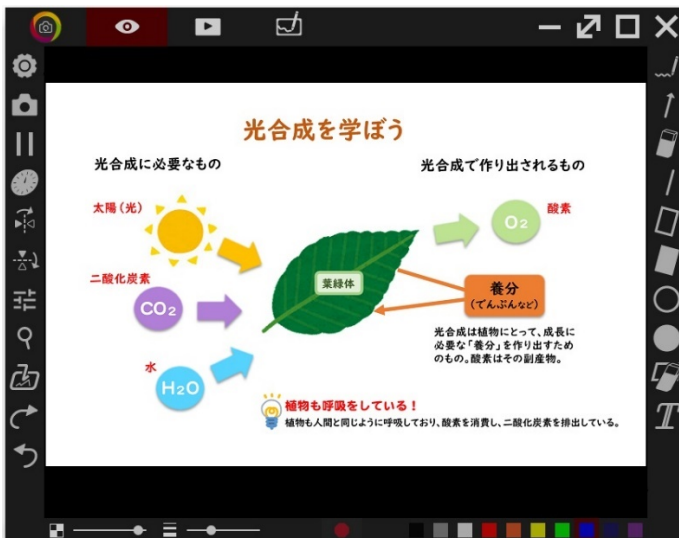 光合成を学ぼう
光合成に必要なもの
光合成で作り出されるもの
太陽（光）
酸素
O2
二酸化炭素
葉緑体
養分
（でんぷんなど）
CO2
光合成は植物にとって、成長に
必要な「養分」を作り出すため
のもの。酸素はその副産物。
水
H2O
植物も呼吸をしている！
植物も人間と同じように呼吸しており、酸素を消費し、二酸化炭素を排出している。
T